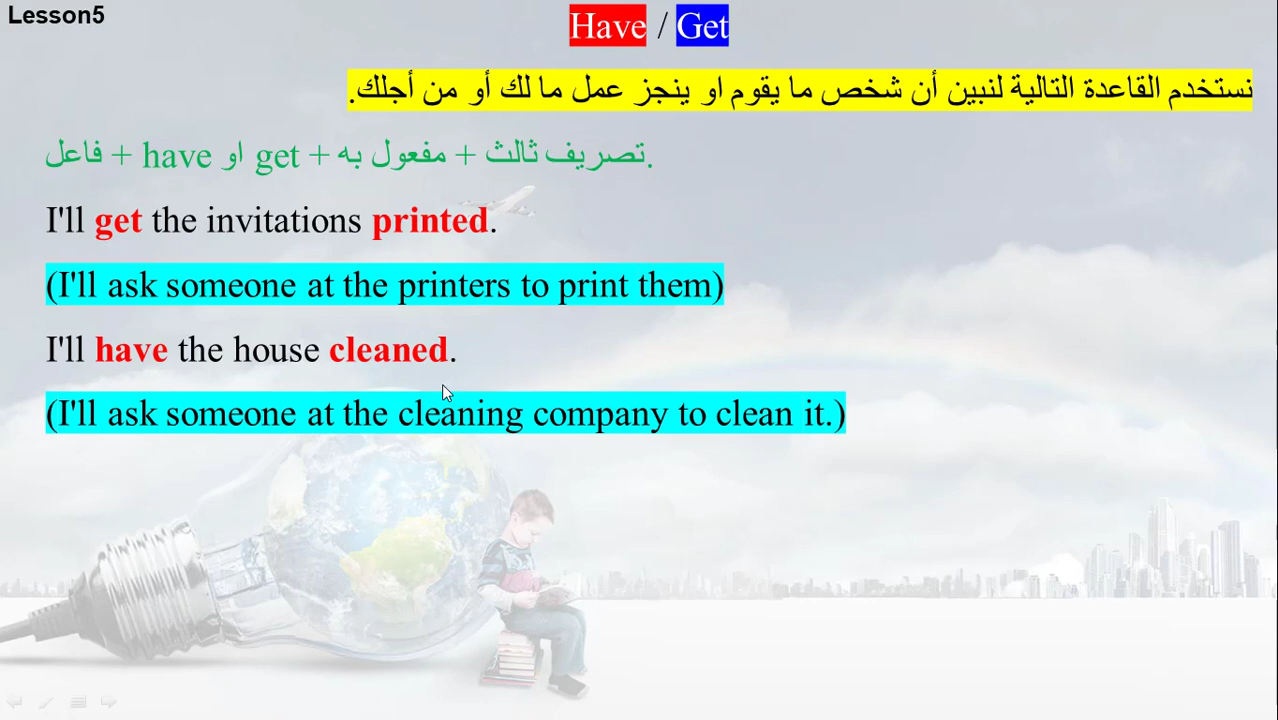 Lesson5
Have / Get
نستخدم القاعدة التالية لنبين أن شخص ما يقوم او ينجز عمل ما لك أو من أجلك.
فاعل + have او get + مفعول به + تصريف ثالث.
I'll get the invitations printed.
(I'll ask someone at the printers to print them)
I'll have the house cleaned.
(I'll ask someone at the cleaning company to clean it.)